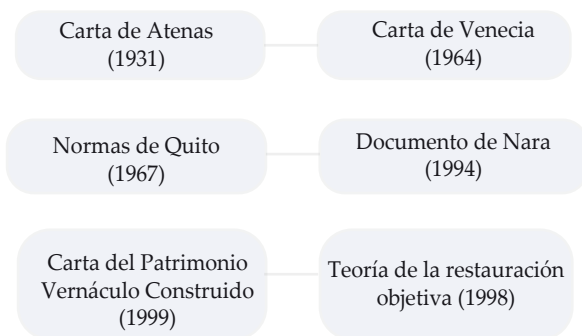 Carta de Atenas
(1931)
Carta de Venecia
(1964)
Normas de Quito
(1967)
Documento de Nara
(1994)
Carta del Patrimonio
Vernáculo Construido
(1999)
Teoría de la restauración
objetiva (1998)